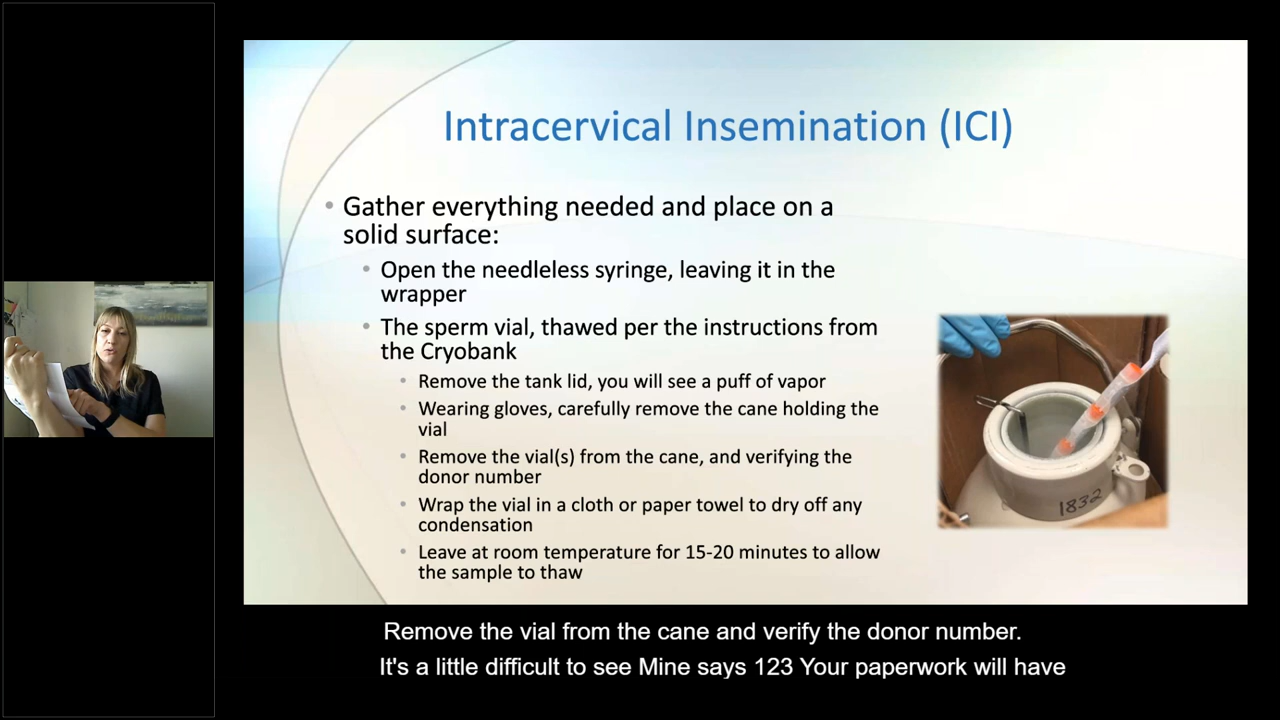 Intracervical Insemination (ICI)
• Gather everything needed and place on a
solid surface:
• Open the needleless syringe, leaving it in the
wrapper
• The sperm vial, thawed per the instructions from
the Cryobank
• Remove the tank lid, you will see a puff of vapor
• Wearing gloves, carefully remove the cane holding the
vial
• Remove the vial(s) from the cane, and verifying the
donor number
• Wrap the vial in a cloth or paper towel to dry off any
condensation
• Leave at room temperature for 15-20 minutes to allow
the sample to thaw
1832
Remove the vial from the cane and verify the donor number.
It's a little difficult to see Mine says 123 Your paperwork will have